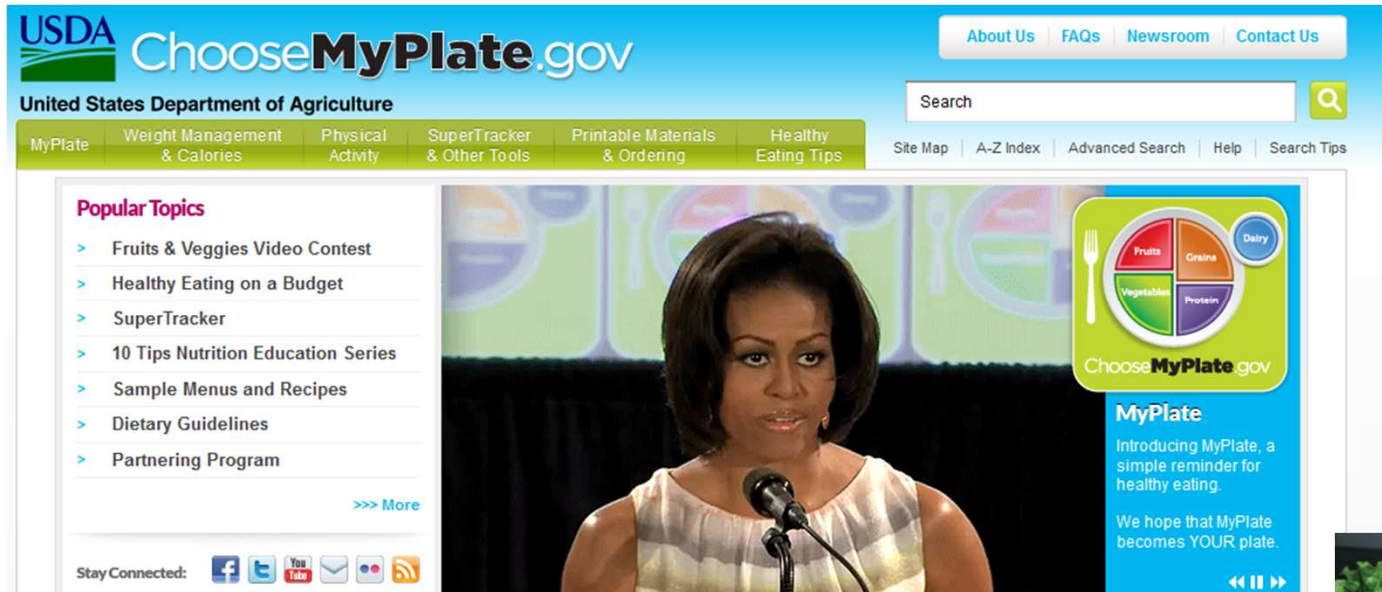 USDA
ChooseMyPlate.gov
United States Department of Agriculture
About Us
FAQs
Newsroom
Contact Us
Search
MyPlate
Weight Management
& Calories
Physical
Activity
SuperTracker
& Other Tools
Printable Materials
& Ordering
Healthy
Eating Tips
Site Map
A-Z Index
Advanced Search
Help
Search Tips
Popular Topics
> Fruits & Veggies Video Contest
> Healthy Eating on a Budget
> SuperTracker
> 10 Tips Nutrition Education Series
> Sample Menus and Recipes
> Dietary Guidelines
> Partnering Program
>>> More
Stay Connected:
f
t
You
Tube
Fruits
Grains
Dairy
Vegetables
Protein
ChooseMyPlate.gov
MyPlate
Introducing MyPlate, a
simple reminder for
healthy eating.
We hope that MyPlate
becomes YOUR plate.